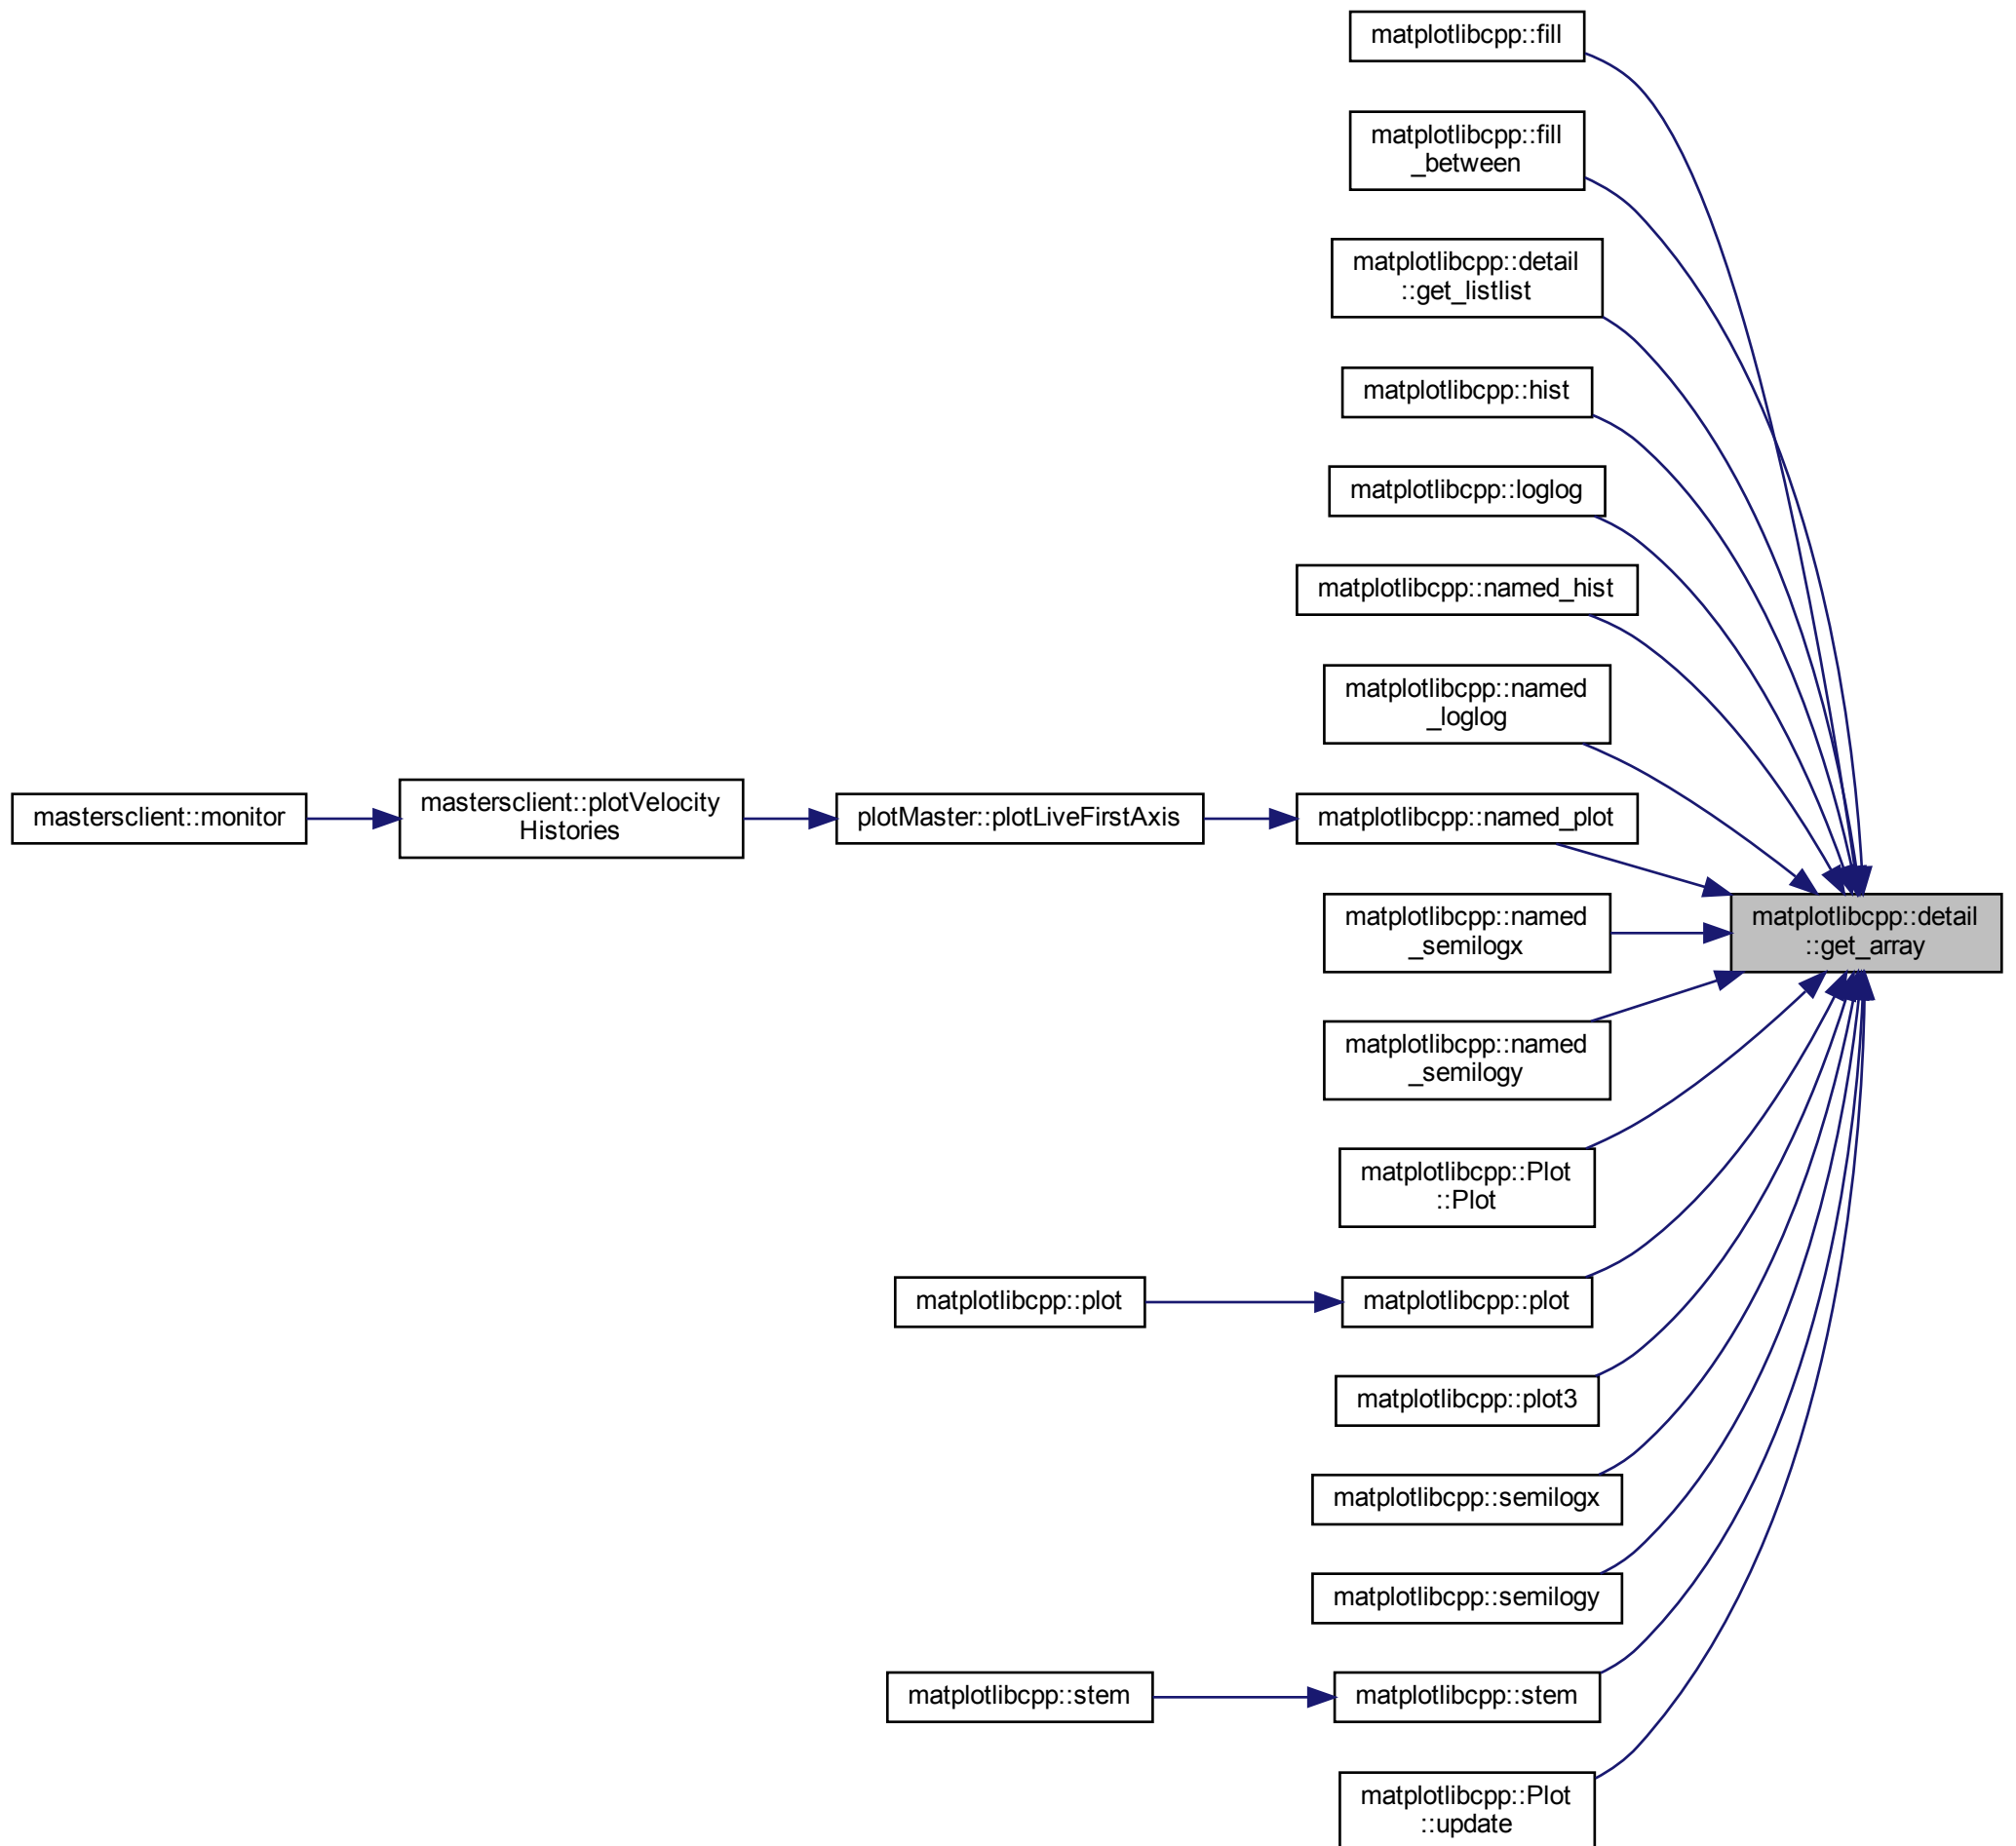 matplotlibcpp::fill
matplotlibcpp::fill
_between
matplotlibcpp::detail
::get_listlist
matplotlibcpp::hist
matplotlibcpp::loglog
matplotlibcpp::named_hist
matplotlibcpp::named
_loglog
mastersclient::monitor
mastersclient::plotVelocity
Histories
plotMaster::plotLiveFirstAxis
matplotlibcpp::named_plot
matplotlibcpp::named
_semilogx
matplotlibcpp::detail
::get_array
matplotlibcpp::named
_semilogy
matplotlibcpp::Plot
::Plot
matplotlibcpp::plot
matplotlibcpp::plot
matplotlibcpp::plot3
matplotlibcpp::semilogx
matplotlibcpp::semilogy
matplotlibcpp::stem
matplotlibcpp::stem
matplotlibcpp::Plot
::update